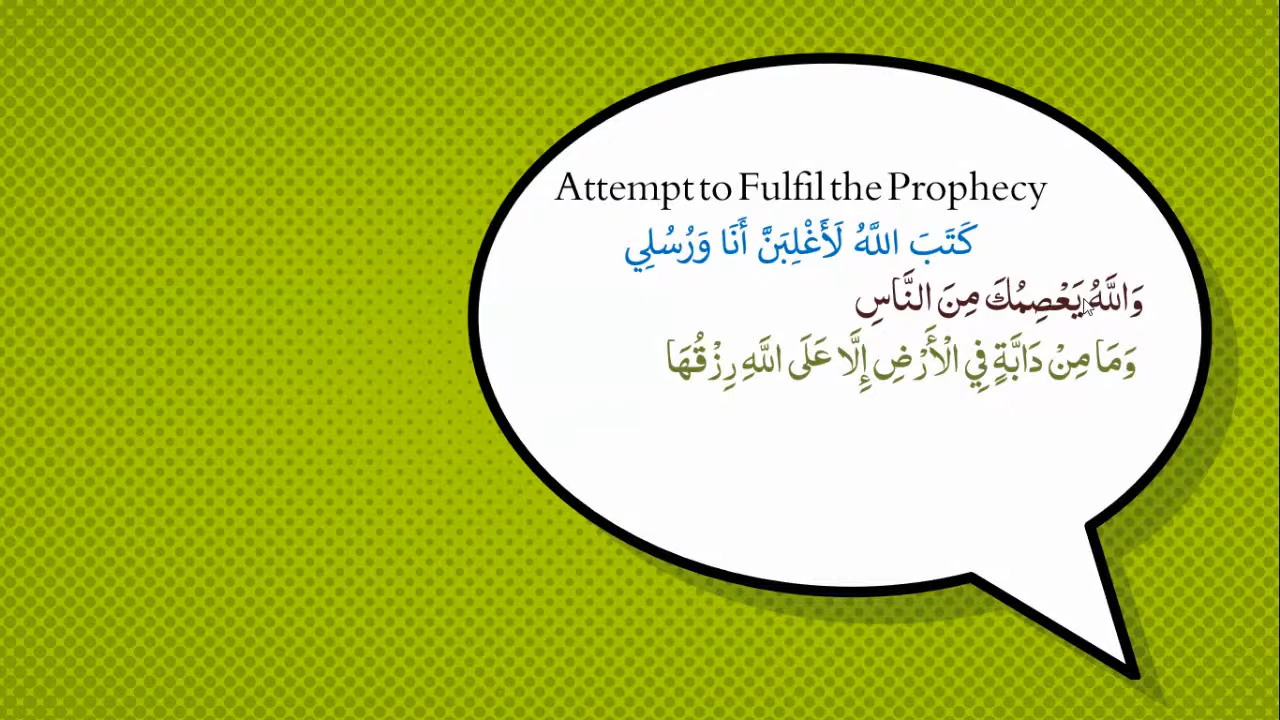 Attempt to Fulfil the Prophecy
كَتَبَ اللَّهُ لَأَغْلِبَنَّ أَنَا وَرُسُلِي
وَاللَّهُ يَعْصِمُكَ مِنَ النَّاسِ
وَمَا مِنْ دَابَّةٍ فِي الْأَرْضِ إِلَّا عَلَى اللَّهِ رِزْقُهَا